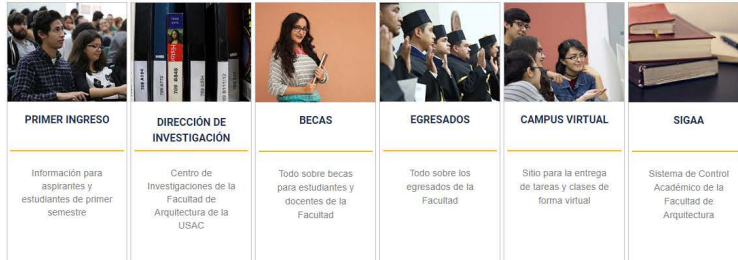 PRIMER INGRESO
Información para
aspirantes y
estudiantes de primer
semestre
DIRECCIÓN DE
INVESTIGACIÓN
Centro de
Investigaciones de la
Facultad de
Arquitectura de la
USAC
BECAS
Todo sobre becas
para estudiantes y
docentes de la
Facultad
EGRESADOS
Todo sobre los
egresados de la
Facultad
CAMPUS VIRTUAL
Sitio para la entrega
de tareas y clases de
forma virtual
SIGAA
Sistema de Control
Académico de la
Facultad de
Arquitectura